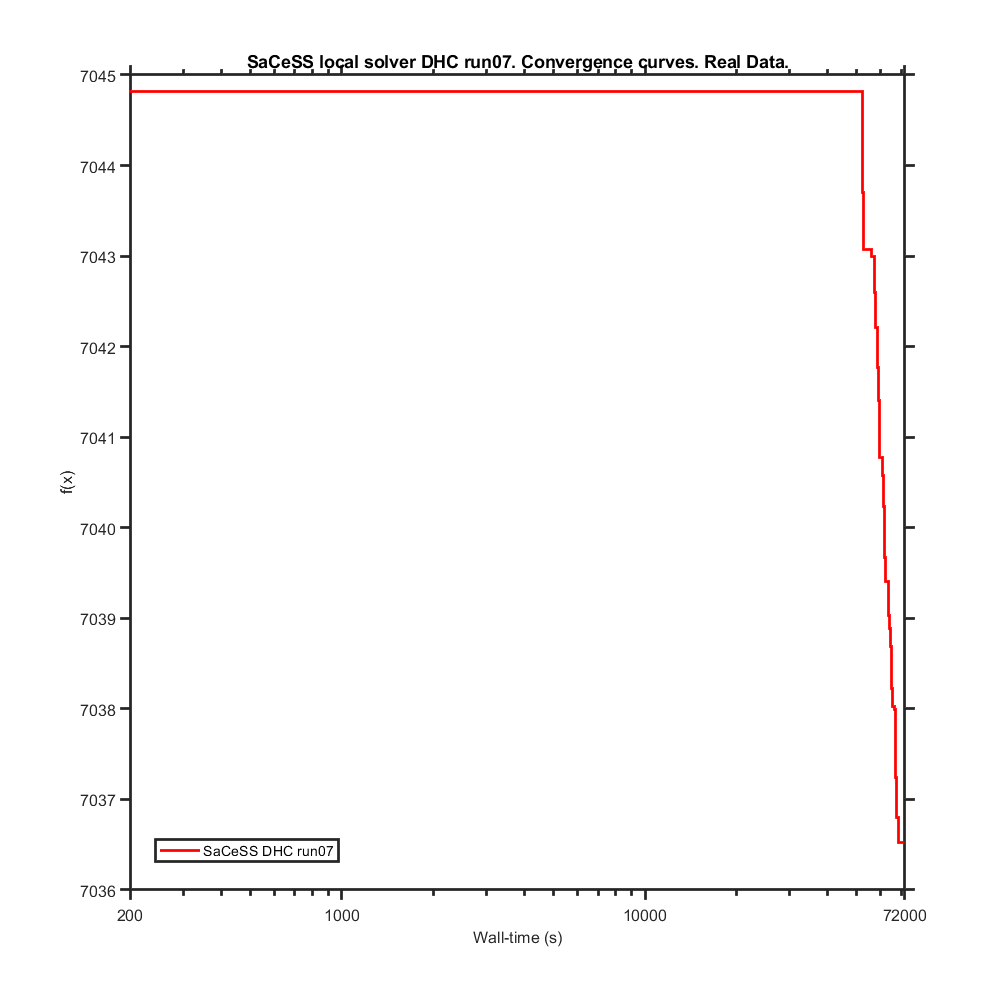 SaCeSS local solver DHC run07. Convergence curves. Real Data.
7045
7044
7043
7042
7041
7040
7039
7038
7037
7036
f(x)
SaCeSS DHC run07
200 1000 10000 72000
Wall-time (s)